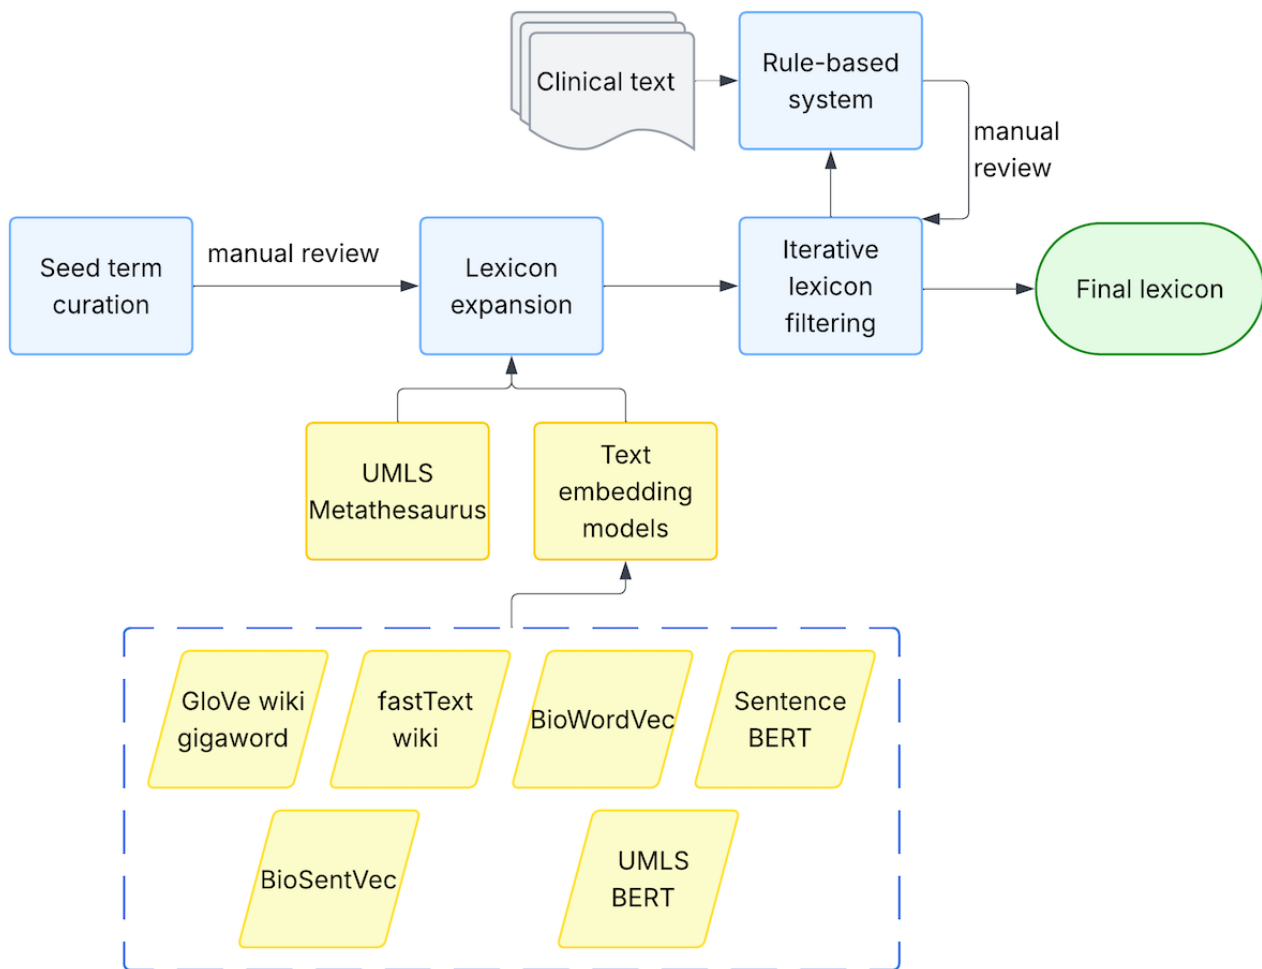 Clinical text
Rule-based
system
manual
review
Seed term
curation
manual review
Lexicon
expansion
Iterative
lexicon
filtering
Final lexicon
UMLS
Metathesaurus
Text
embedding
models
GloVe wiki
gigaword
fastText
wiki
BioWordVec
Sentence
BERT
BioSentVec
UMLS
BERT